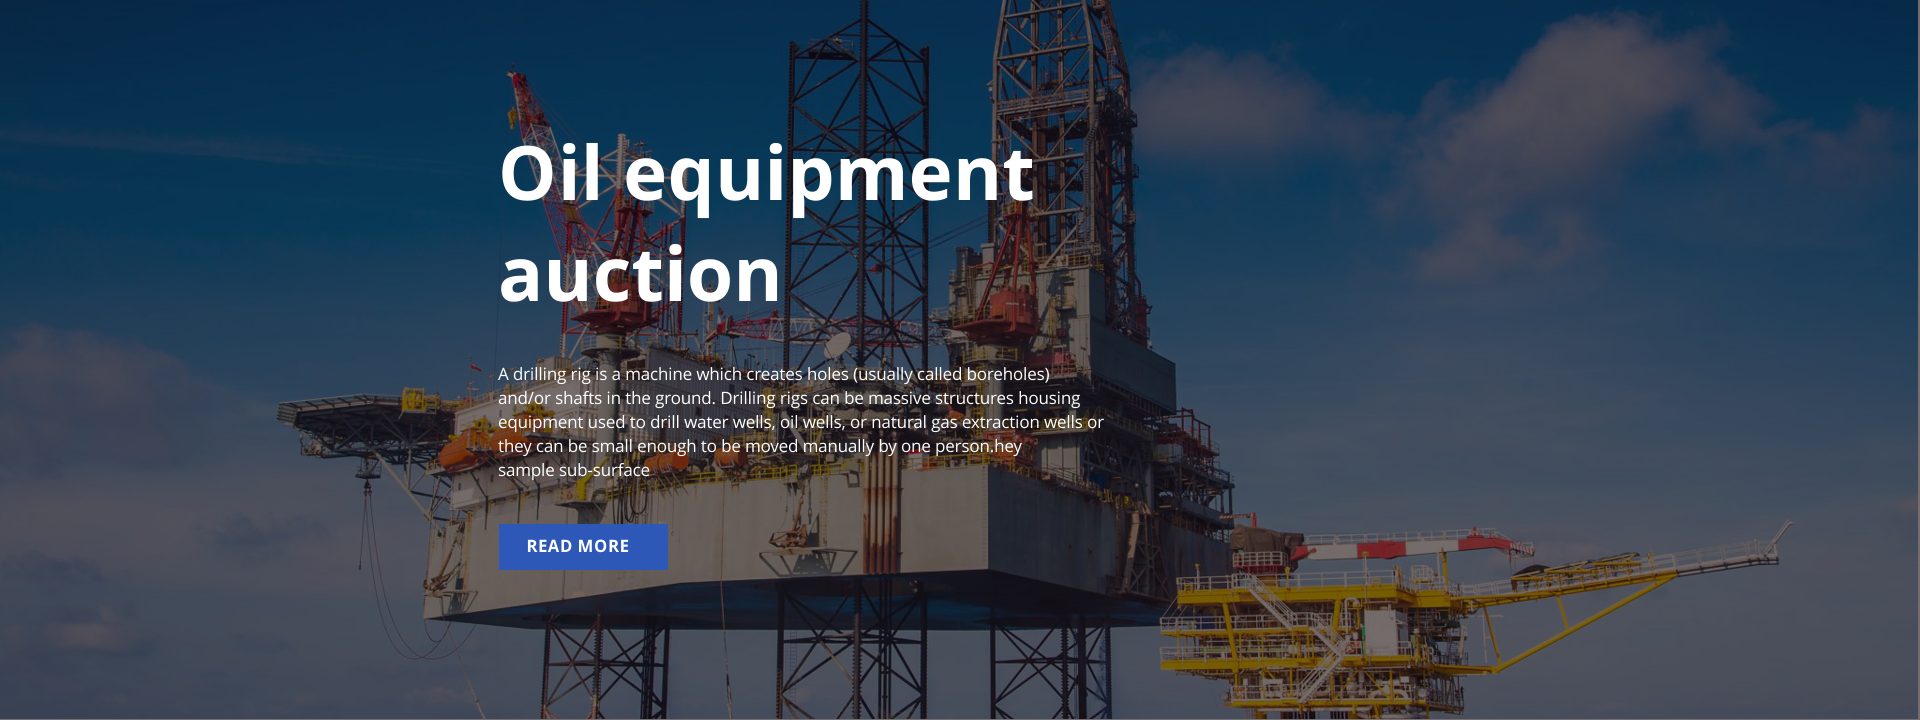 Oil equipment
auction
A drilling rig is a machine which creates holes (usually called boreholes)
and/or shafts in the ground. Drilling rigs can be massive structures housing
equipment used to drill water wells, oil wells, or natural gas extraction wells or
they can be small enough to be moved manually by one person.hey
sample sub-surface
READ MORE